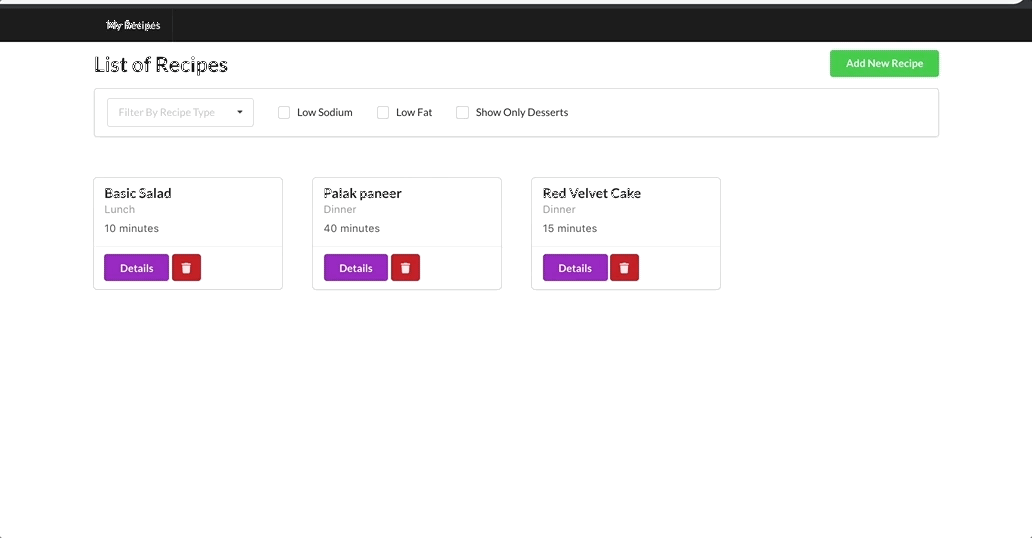 My Recipes
List of Recipes
Add New Recipe
Filter By Recipe Type
Low Sodium
Low Fat
Show Only Desserts
Basic Salad
Lunch
10 minutes
Details
Palak paneer
Dinner
40 minutes
Details
Red Velvet Cake
Dinner
15 minutes
Details